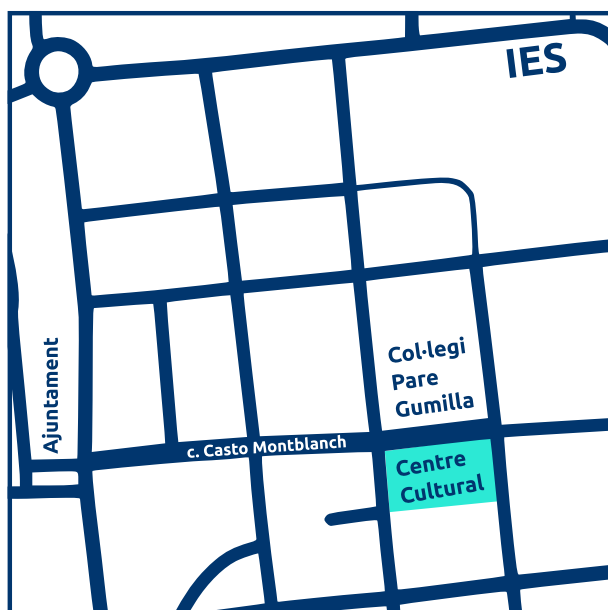 IES
Ajuntament
Col·legi
Pare
Gumilla
c. Casto Montblanch
Centre
Cultural